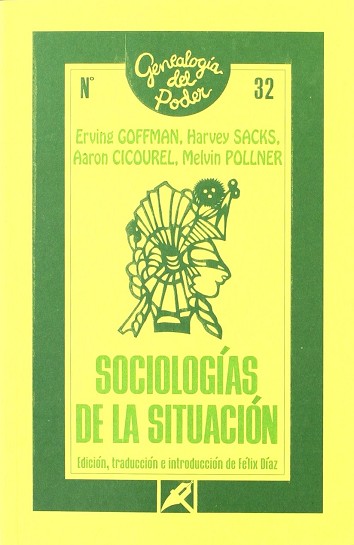 Genealogía
del
Poder
Nº 32
Erving GOFFMAN, Harvey SACKS,
Aaron CICOUREL, Melvin POLLNER
SOCIOLOGÍAS
DE LA SITUACIÓN
Edición, traducción e introducción de Félix Díaz